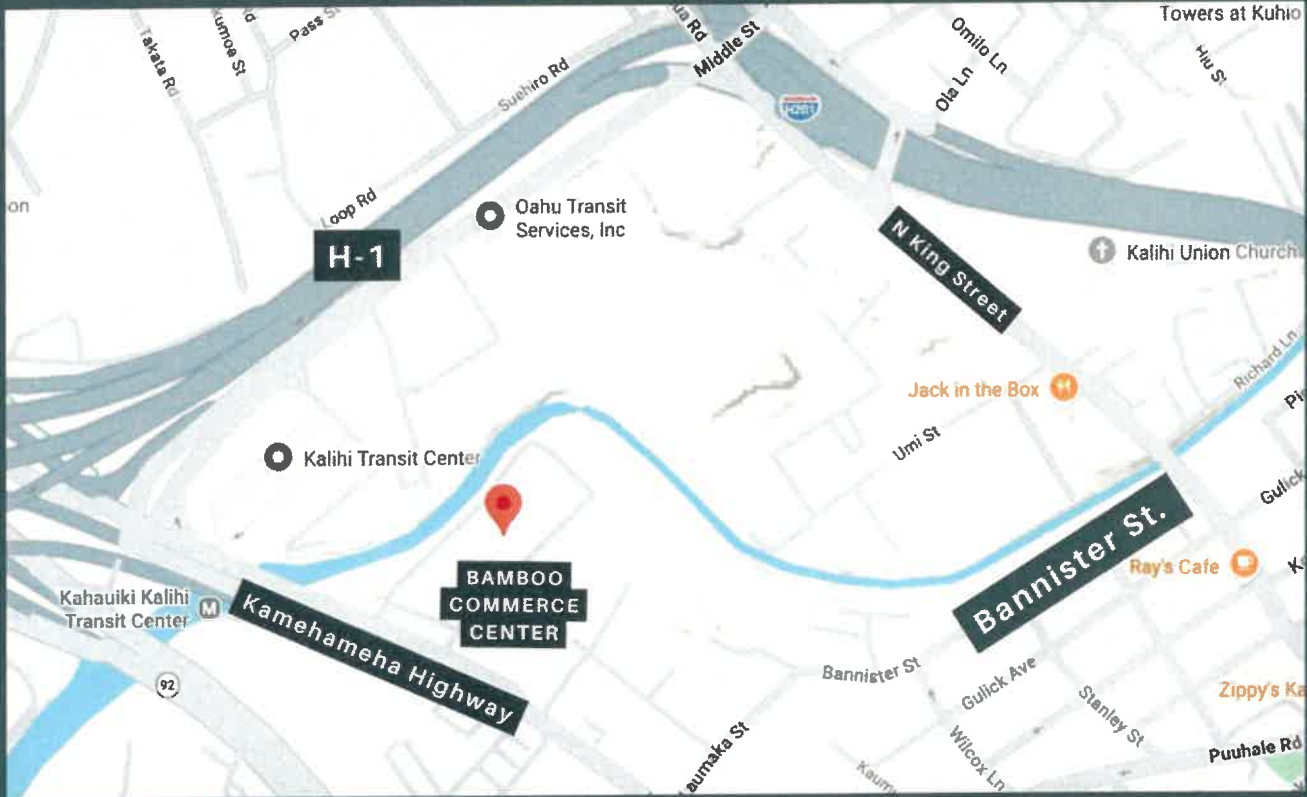 Towers at Kuhio
Pass St
Takata Rd
Middle St
Omilo Ln
Hiu St
Suehiro Rd
Ola Ln
H201
on
Loop Rd
Oahu Transit
Services, Inc
H-1
N King Street
Kalihi Union Church
Richard Ln
Jack in the Box
Umi St
Kalihi Transit Center
Gulick
Bannister St.
Ray's Cafe
BAMBOO
COMMERCE
CENTER
Kahauiki Kalihi
Transit Center
M
Kamehameha Highway
92
Bannister St
Gulick Ave
Stanley St
Zippy's Ka
Wilcox Ln
Laumaka St
Puuhale Rd